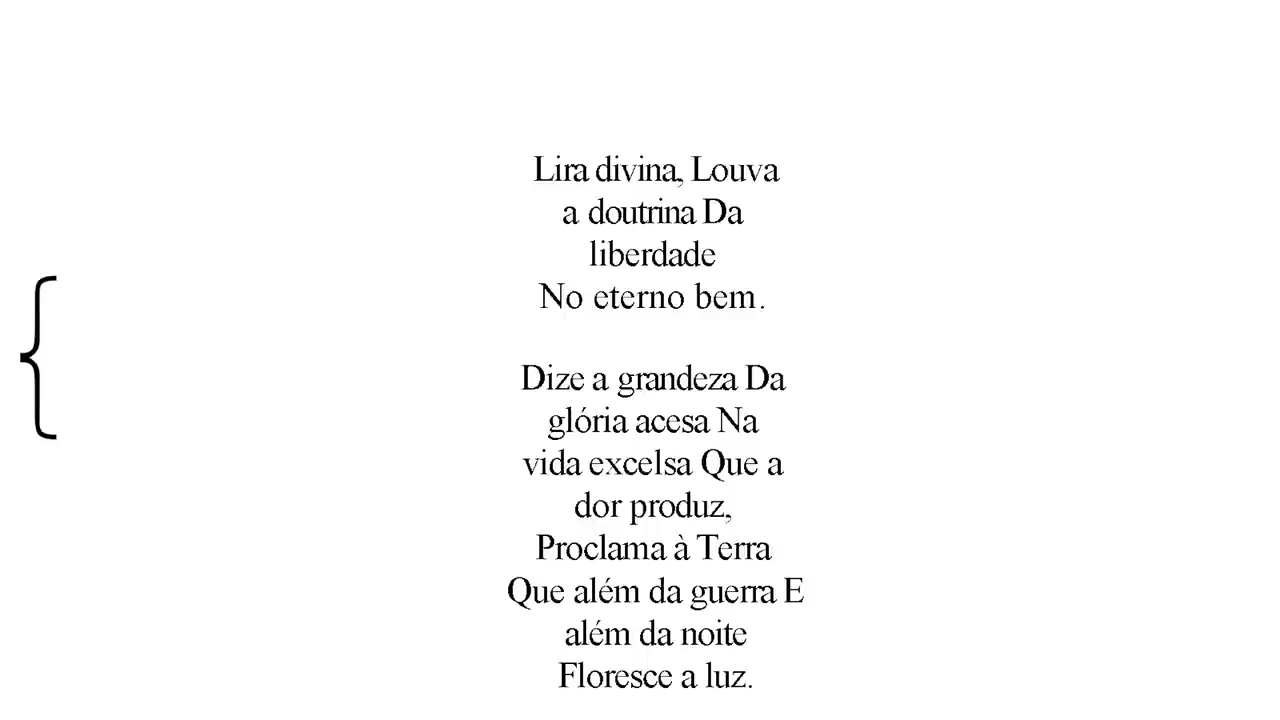 Lira divina, Louva
a doutrina Da
liberdade
No eterno bem.
Dize a grandeza Da
glória acesa Na
vida excelsa Que a
dor produz,
Proclama à Terra
Que além da guerra E
além da noite
Floresce a luz.